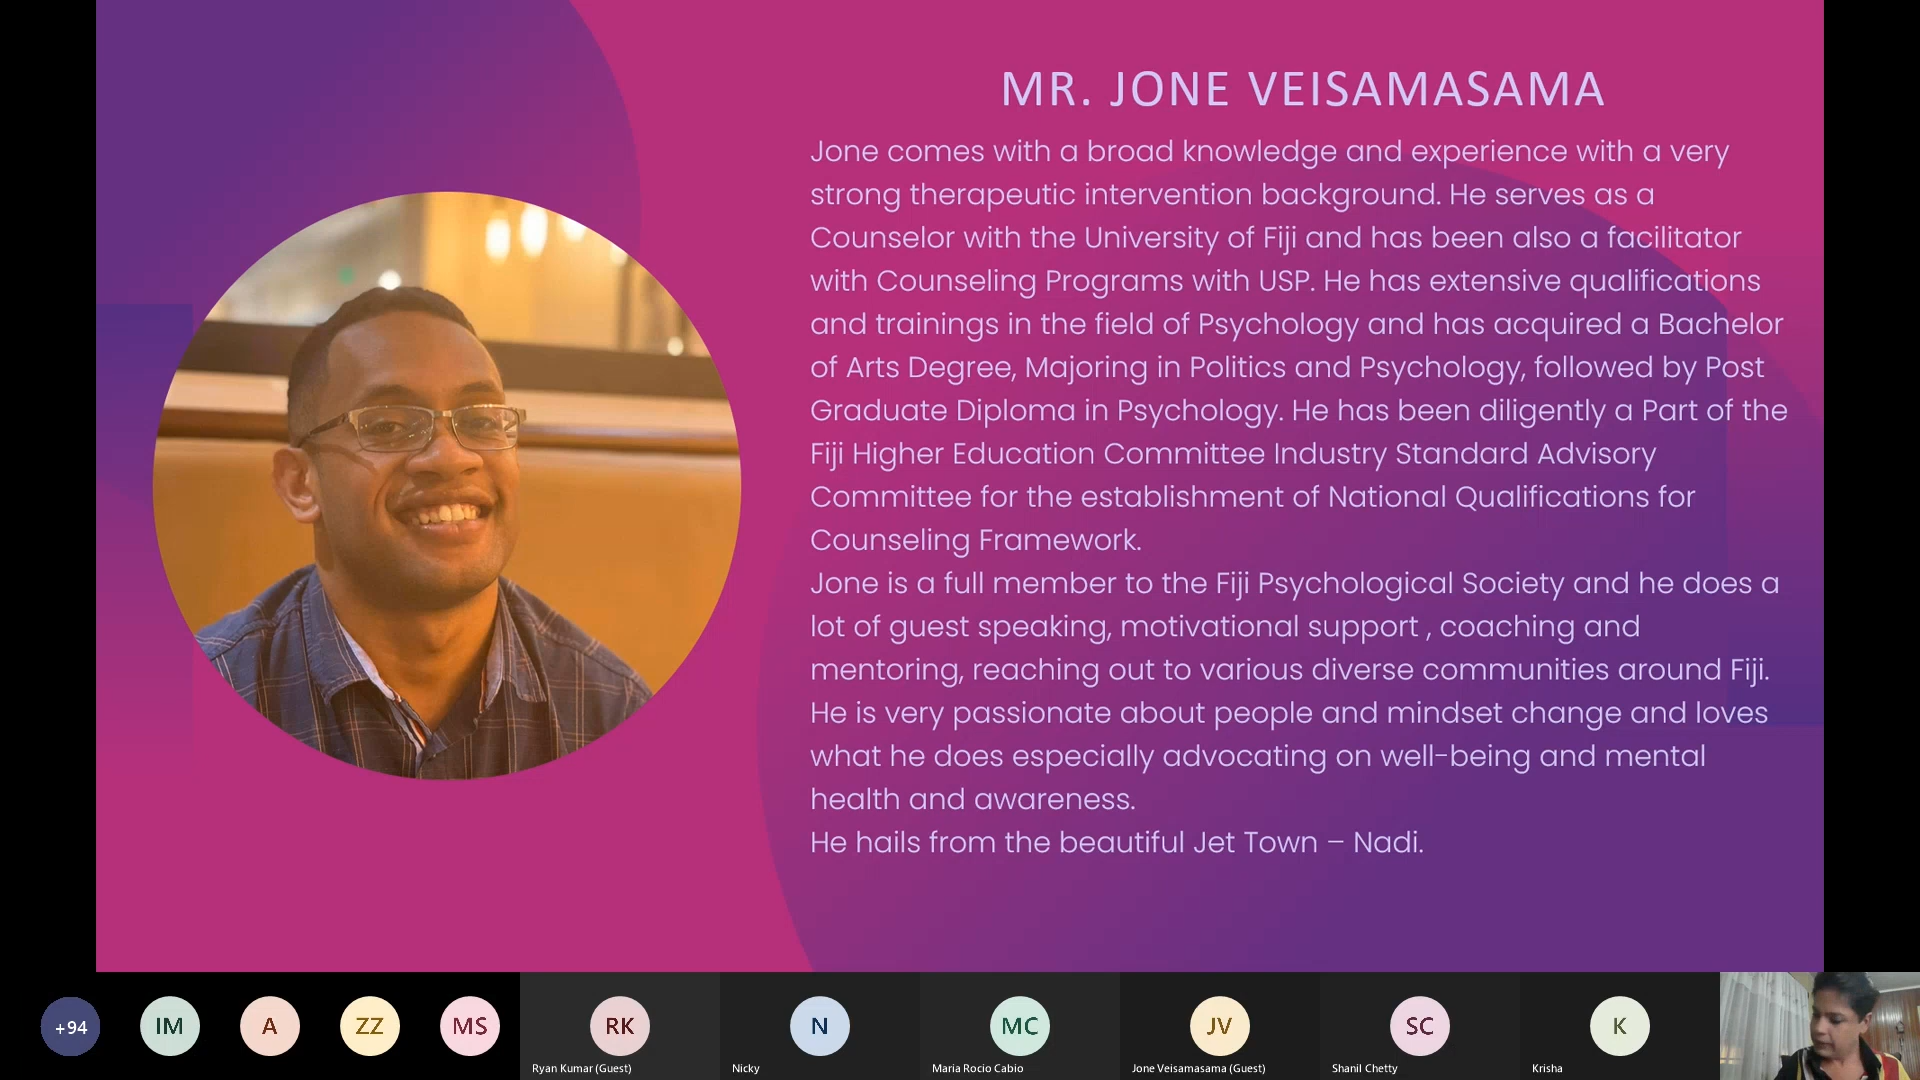 MR. JONE VEISAMASAMA
Jone comes with a broad knowledge and experience with a very
strong therapeutic intervention background. He serves as a
Counselor with the University of Fiji and has been also a facilitator
with Counseling Programs with USP. He has extensive qualifications
and trainings in the field of Psychology and has acquired a Bachelor
of Arts Degree, Majoring in Politics and Psychology, followed by Post
Graduate Diploma in Psychology. He has been diligently a Part of the
Fiji Higher Education Committee Industry Standard Advisory
Committee for the establishment of National Qualifications for
Counseling Framework.
Jone is a full member to the Fiji Psychological Society and he does a
lot of guest speaking, motivational support , coaching and
mentoring, reaching out to various diverse communities around Fiji.
He is very passionate about people and mindset change and loves
what he does especially advocating on well-being and mental
health and awareness.
He hails from the beautiful Jet Town – Nadi.
+94 IM A ZZ MS RK N MC JV SC K
Ryan Kumar (Guest) Nicky Maria Rocio Cabio Jone Veisamasama (Guest) Shanil Chetty Krisha